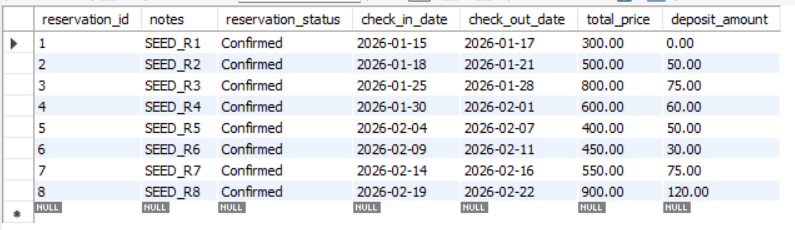 reservation_id notes reservation_status check_in_date check_out_date total_price deposit_amount
1 SEED_R1 Confirmed 2026-01-15 2026-01-17 300.00 0.00
2 SEED_R2 Confirmed 2026-01-18 2026-01-21 500.00 50.00
3 SEED_R3 Confirmed 2026-01-25 2026-01-28 800.00 75.00
4 SEED_R4 Confirmed 2026-01-30 2026-02-01 600.00 60.00
5 SEED_R5 Confirmed 2026-02-04 2026-02-07 400.00 50.00
6 SEED_R6 Confirmed 2026-02-09 2026-02-11 450.00 30.00
7 SEED_R7 Confirmed 2026-02-14 2026-02-16 550.00 75.00
8 SEED_R8 Confirmed 2026-02-19 2026-02-22 900.00 120.00
NULL NULL NULL NULL NULL NULL NULL